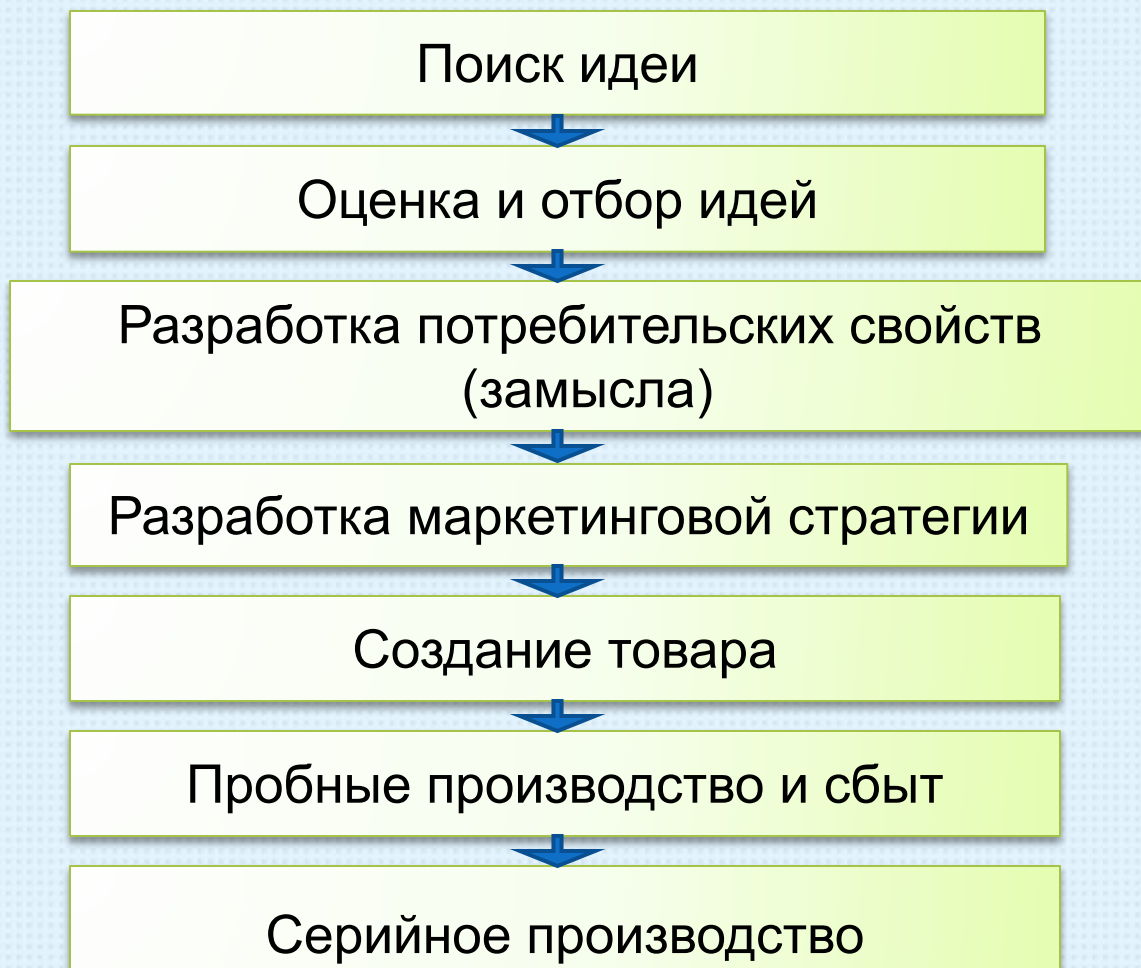 Поиск идеи
Оценка и отбор идей
Разработка потребительских свойств
(замысла)
Разработка маркетинговой стратегии
Создание товара
Пробные производство и сбыт
Серийное производство